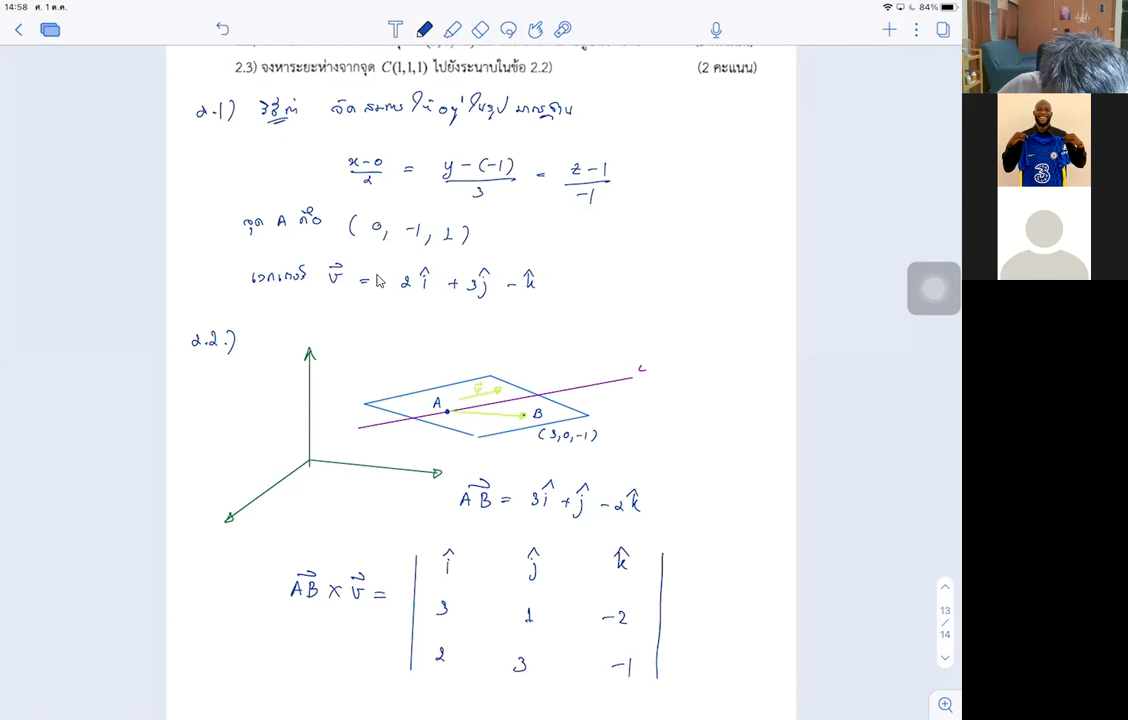 14:58 ศ. 1 ต.ค.
84%
2.3) จงหาระยะห่างจากจุด C(1,1,1) ไปยังระนาบในข้อ 2.2)
(2 คะแนน)
2.1) วิธีทำ จัดสมการให้อยู่ในรูปมาตรฐาน
x-0/2 = y-(-1)/3 = z-1/-1
จุด A คือ (0, -1, 1)
เวกเตอร์ v⃗ = 2î + 3ĵ - k̂
2.2)
L
v⃗
A
B
(3,0,-1)
AB⃗ = 3î + ĵ - 2k̂
AB⃗ × v⃗ =
î ĵ k̂
3 1 -2
2 3 -1
3
13
/
14